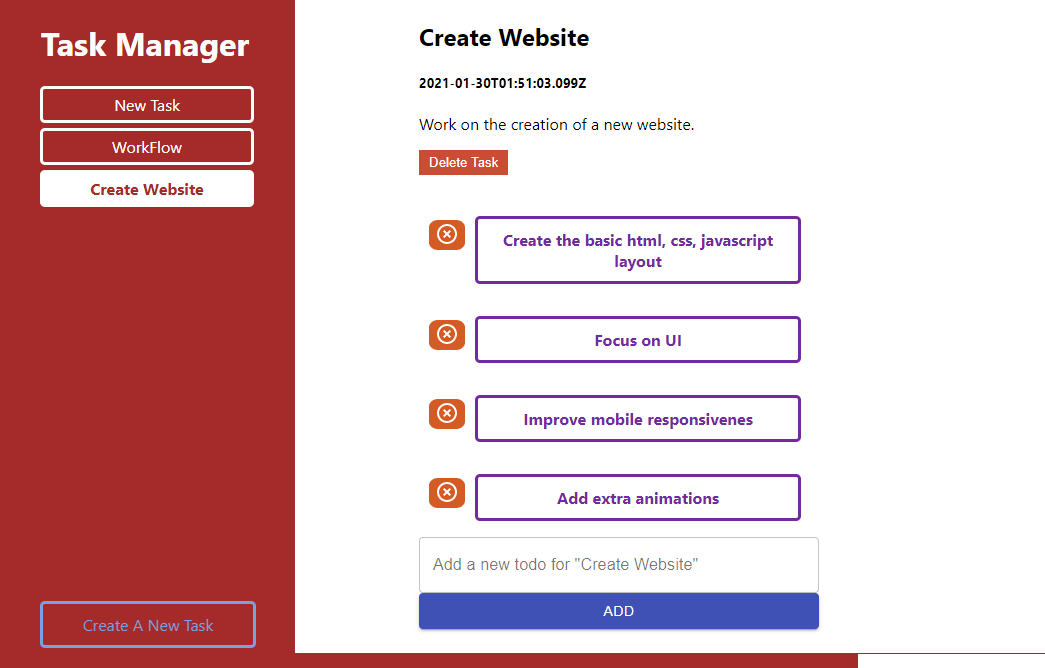 Task Manager
New Task
WorkFlow
Create Website
Create A New Task
Create Website
2021-01-30T01:51:03.099Z
Work on the creation of a new website.
Delete Task
Create the basic html, css, javascript
layout
Focus on UI
Improve mobile responsivenes
Add extra animations
Add a new todo for "Create Website"
ADD